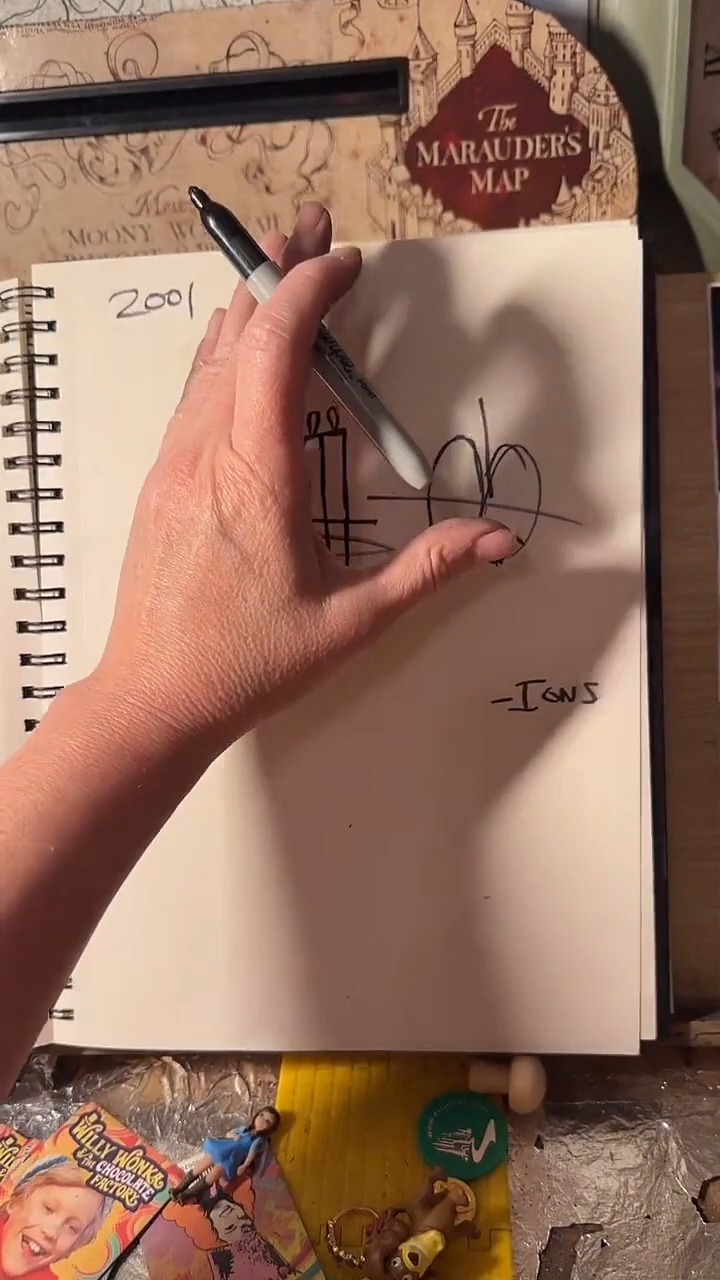 The
MARAUDER'S
MAP
MOONY
2001
-IONS
WILLY WONKA
& THE CHOCOLATE
FACTORY